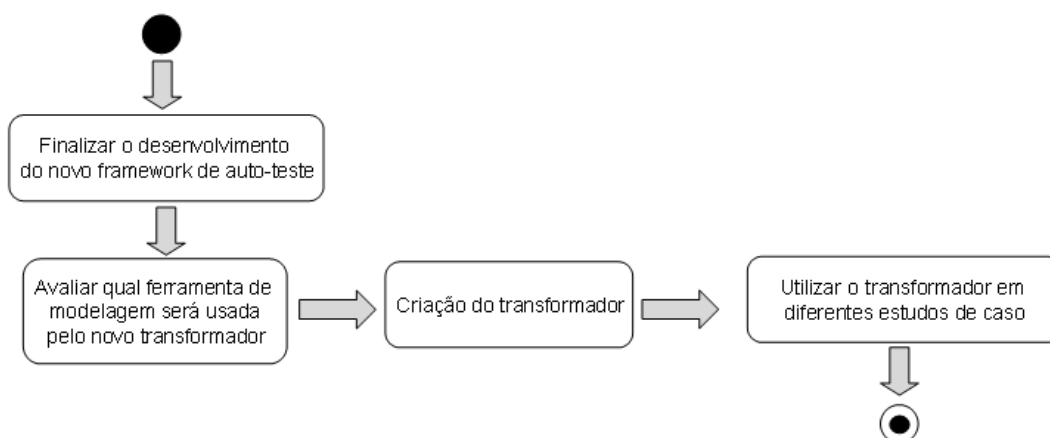 Finalizar o desenvolvimento
do novo framework de auto-teste
Avaliar qual ferramenta de
modelagem será usada
pelo novo transformador
Criação do transformador
Utilizar o transformador em
diferentes estudos de caso